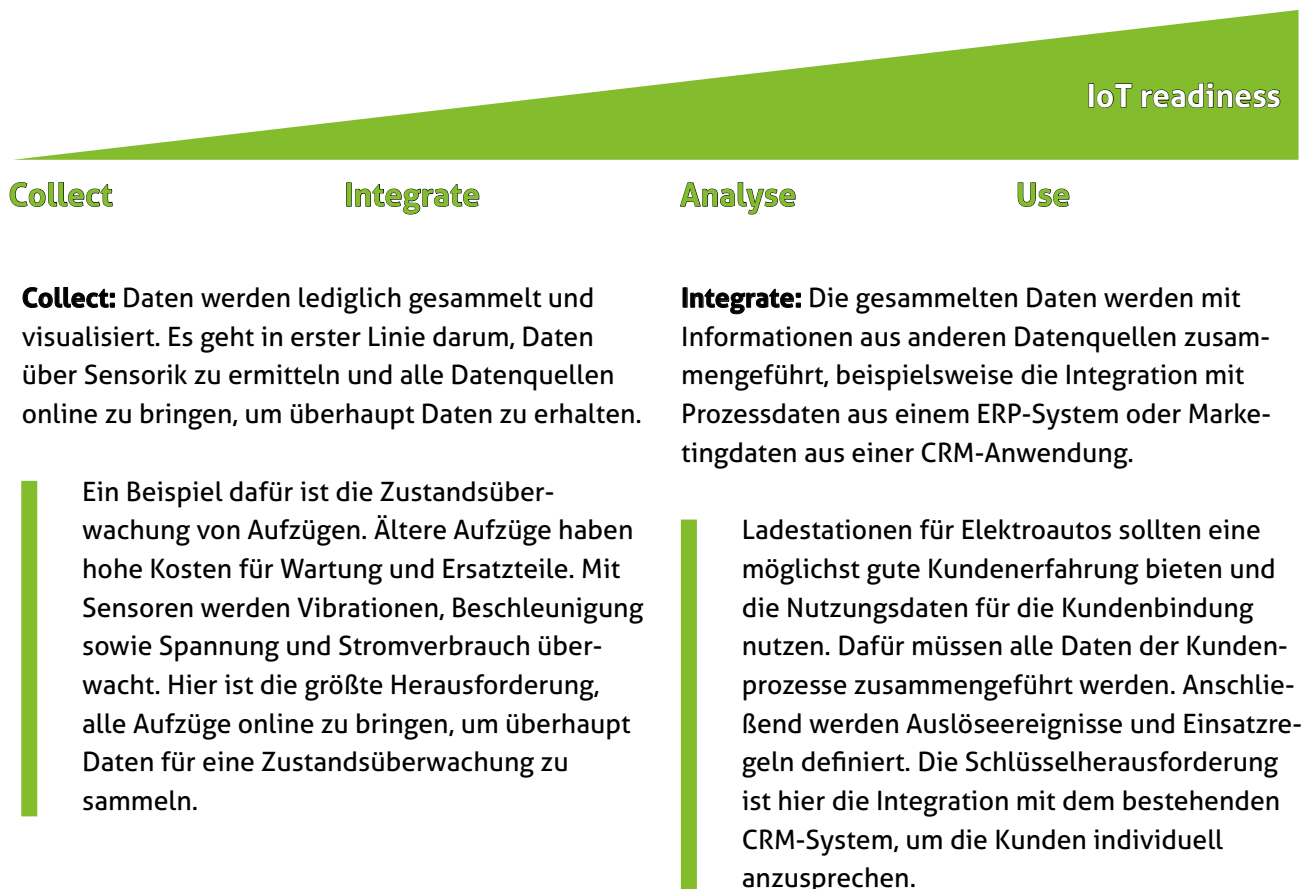 IoT readiness
Collect
Integrate
Analyse
Use
Collect: Daten werden lediglich gesammelt und
visualisiert. Es geht in erster Linie darum, Daten
über Sensorik zu ermitteln und alle Datenquellen
online zu bringen, um überhaupt Daten zu erhalten.
Ein Beispiel dafür ist die Zustandsüber-
wachung von Aufzügen. Ältere Aufzüge haben
hohe Kosten für Wartung und Ersatzteile. Mit
Sensoren werden Vibrationen, Beschleunigung
sowie Spannung und Stromverbrauch über-
wacht. Hier ist die größte Herausforderung,
alle Aufzüge online zu bringen, um überhaupt
Daten für eine Zustandsüberwachung zu
sammeln.
Integrate: Die gesammelten Daten werden mit
Informationen aus anderen Datenquellen zusam-
mengeführt, beispielsweise die Integration mit
Prozessdaten aus einem ERP-System oder Marke-
tingdaten aus einer CRM-Anwendung.
Ladestationen für Elektroautos sollten eine
möglichst gute Kundenerfahrung bieten und
die Nutzungsdaten für die Kundenbindung
nutzen. Dafür müssen alle Daten der Kunden-
prozesse zusammengeführt werden. Anschlie-
ßend werden Auslöseereignisse und Einsatzre-
geln definiert. Die Schlüsselherausforderung
ist hier die Integration mit dem bestehenden
CRM-System, um die Kunden individuell
anzusprechen.